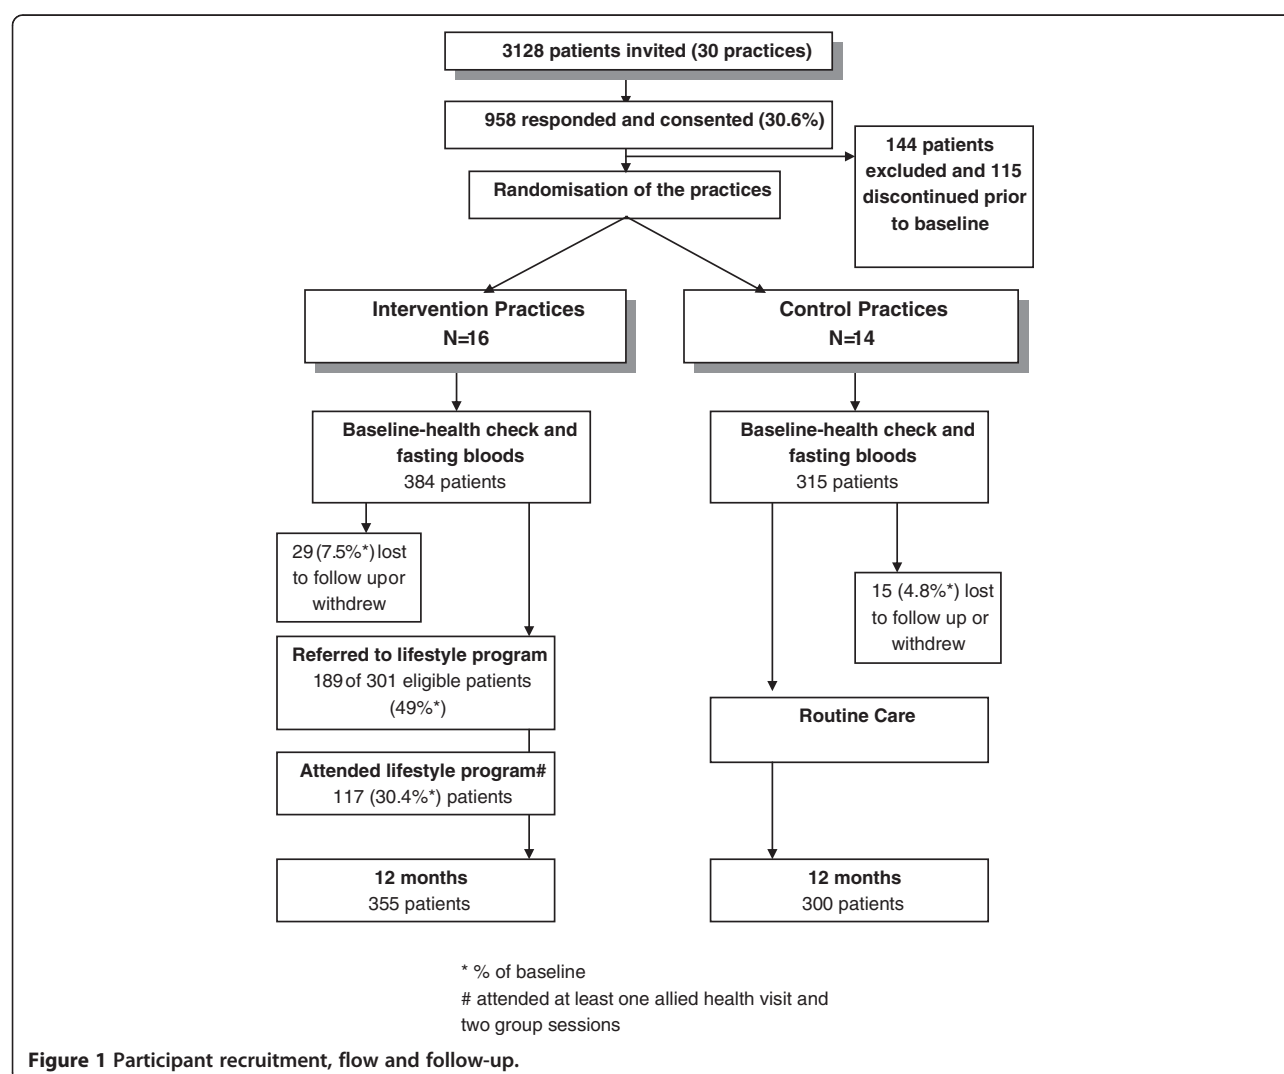 3128 patients invited (30 practices)
958 responded and consented (30.6%)
144 patients
excluded and 115
discontinued prior
to baseline
Randomisation of the practices
Intervention Practices
N=16
Control Practices
N=14
Baseline-health check and
fasting bloods
384 patients
Baseline-health check and
fasting bloods
315 patients
29 (7.5%*) lost
to follow upor
withdrew
15 (4.8%*) lost
to follow up or
withdrew
Referred to lifestyle program
189 of 301 eligible patients
(49%*)
Routine Care
Attended lifestyle program#
117 (30.4%*) patients
12 months
355 patients
12 months
300 patients
* % of baseline
# attended at least one allied health visit and
two group sessions
Figure 1 Participant recruitment, flow and follow-up.